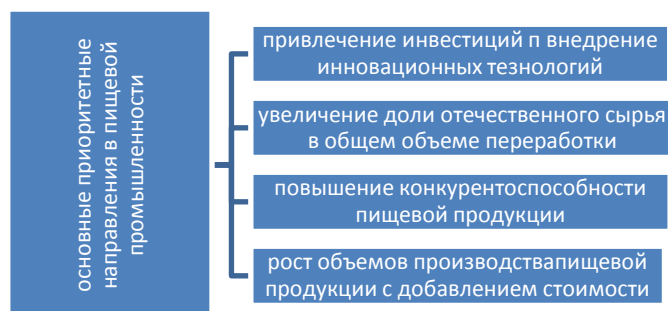 основные приоритетные
направления в пищевой
промышленности
привлечение инвестиций п внедрение
инновационных тезнологий
увеличение доли отечественного сырья
в общем объеме переработки
повышение конкурентоспособности
пищевой продукции
рост объемов производствапищевой
продукции с добавлением стоимости